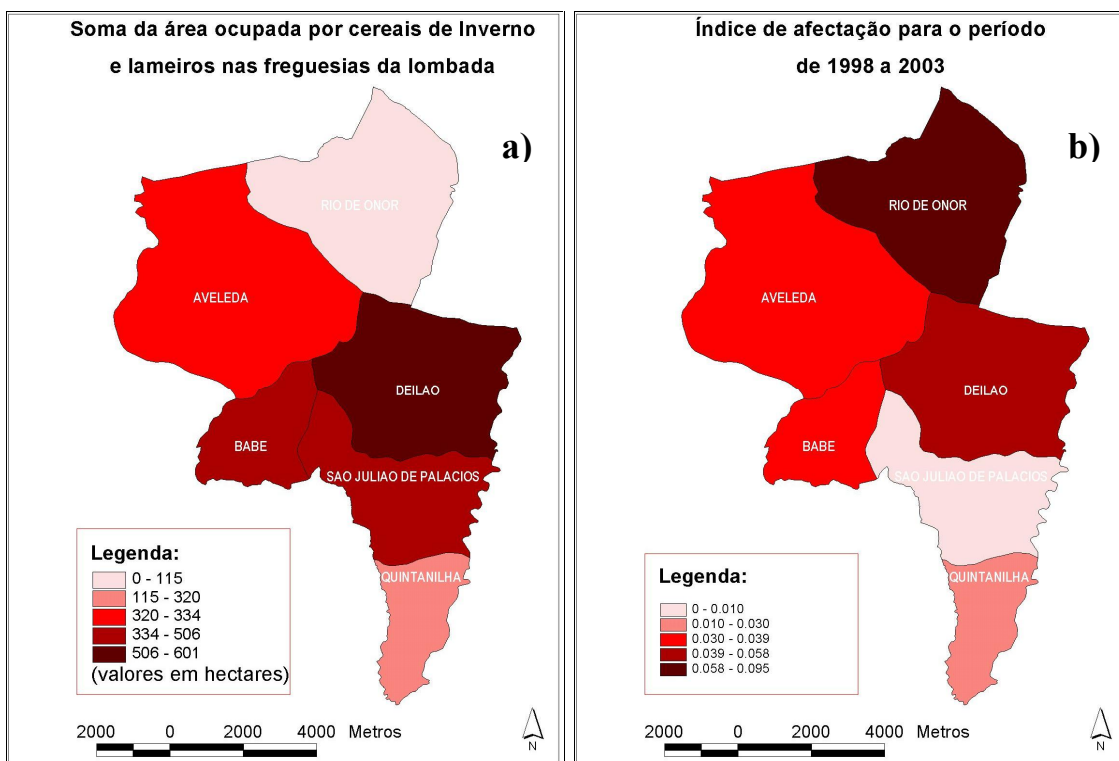 Soma da área ocupada por cereais de Inverno
e lameiros nas freguesias da lombada
a)
RIO DE ONOR
AVELEDA
DEILAO
BABE
SAO JULIAO DE PALACIOS
QUINTANILHA
Legenda:
0 - 115
115 - 320
320 - 334
334 - 506
506 - 601
(valores em hectares)
2000 0 2000 4000 Metros
N
Índice de afectação para o período
de 1998 a 2003
b)
RIO DE ONOR
AVELEDA
DEILAO
BABE
SAO JULIAO DE PALACIOS
QUINTANILHA
Legenda:
0 - 0.010
0.010 - 0.030
0.030 - 0.039
0.039 - 0.058
0.058 - 0.095
2000 0 2000 4000 Metros
N